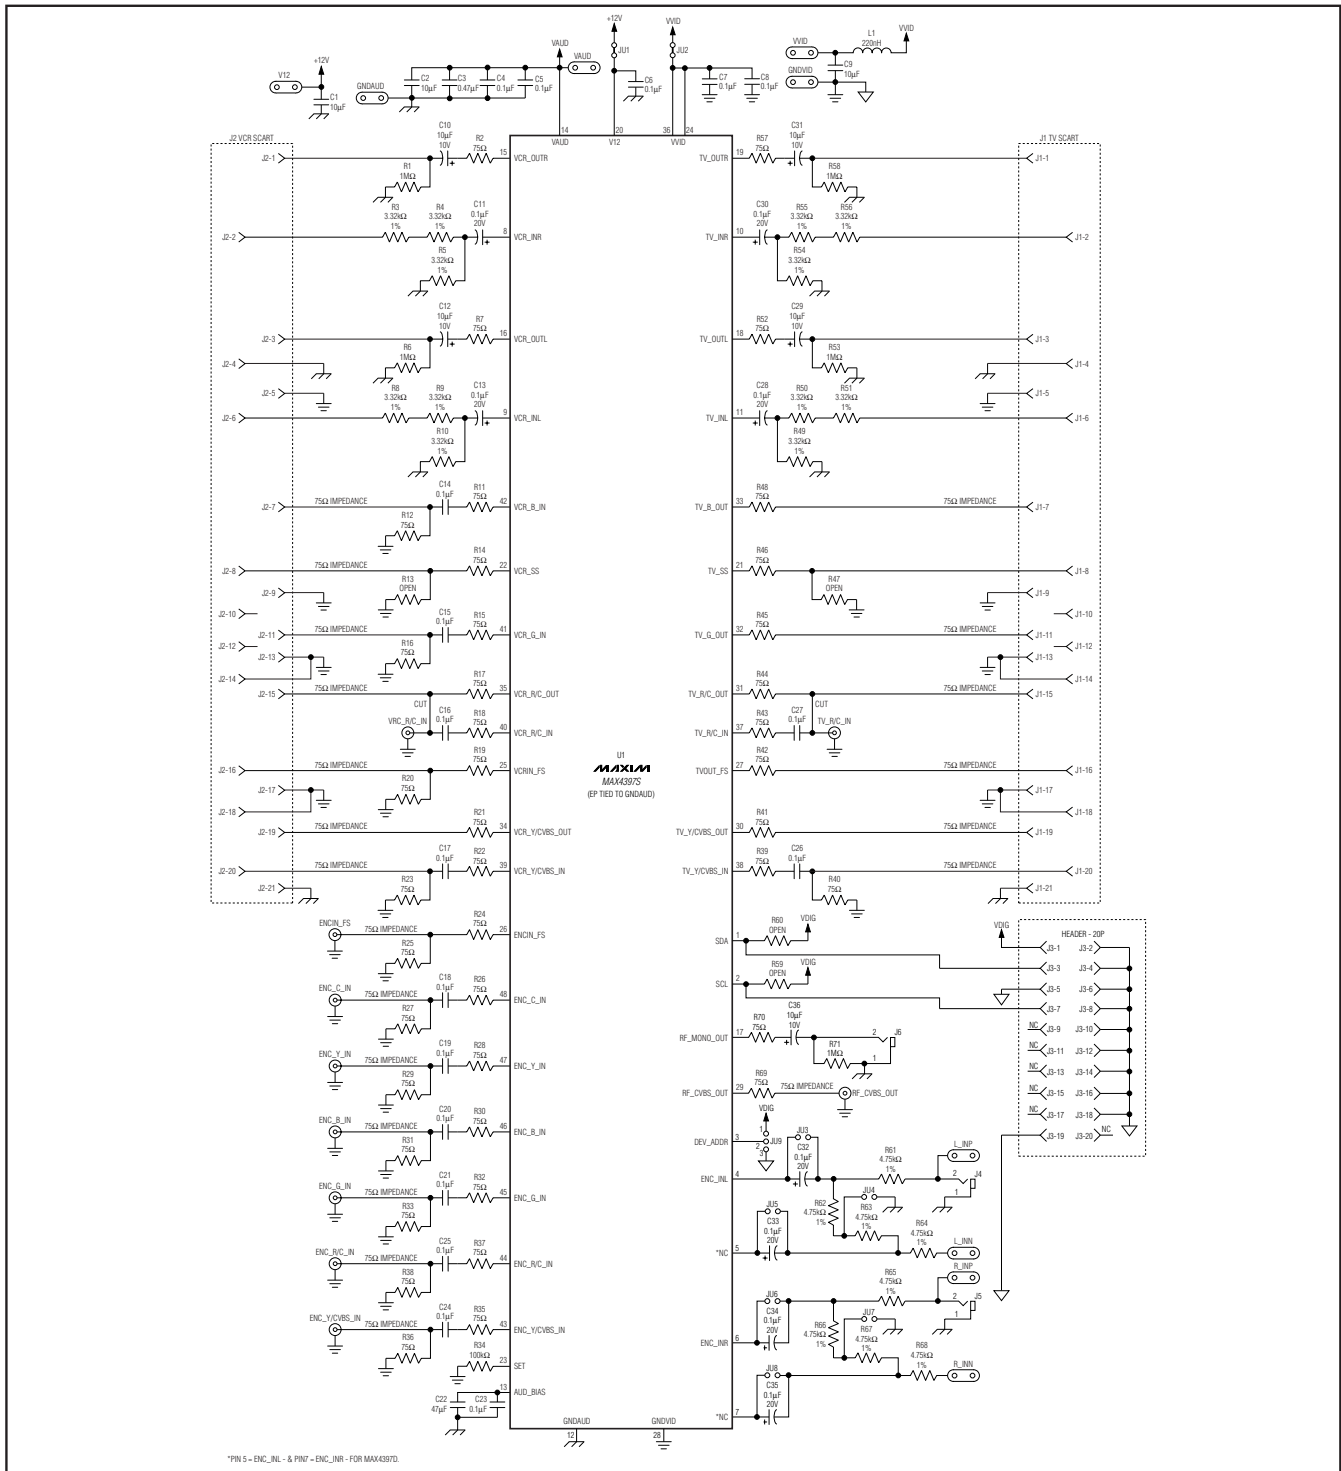 +12V
VVID
VAUD
JU1
JU2
VAUD
VVID
L1
220nH
VVID
GNDVID
C9
10µF
V12
+12V
C1
10µF
GNDAUD
C2
10µF
C3
0.47µF
C4
0.1µF
C5
0.1µF
C6
0.1µF
C7
0.1µF
C8
0.1µF
14
VAUD
20
V12
36
24
VVID
J2 VCR SCART
J2-1
R1
1MΩ
C10
10µF
10V
R2
75Ω
15
VCR_OUTR
J2-2
R3
3.32kΩ
1%
R4
3.32kΩ
1%
R5
3.32kΩ
1%
C11
0.1µF
20V
8
VCR_INR
J2-3
R6
1MΩ
C12
10µF
10V
R7
75Ω
16
VCR_OUTL
J2-4
J2-5
J2-6
R8
3.32kΩ
1%
R9
3.32kΩ
1%
R10
3.32kΩ
1%
C13
0.1µF
20V
9
VCR_INL
J2-7
75Ω IMPEDANCE
R12
75Ω
C14
0.1µF
R11
75Ω
42
VCR_B_IN
J2-8
75Ω IMPEDANCE
R13
OPEN
R14
75Ω
22
VCR_SS
J2-9
J2-10
J2-11
75Ω IMPEDANCE
R16
75Ω
C15
0.1µF
R15
75Ω
41
VCR_G_IN
J2-12
J2-13
J2-14
J2-15
75Ω IMPEDANCE
R17
75Ω
35
VCR_R/C_OUT
CUT
VRC_R/C_IN
C16
0.1µF
R18
75Ω
40
VCR_R/C_IN
J2-16
75Ω IMPEDANCE
R20
75Ω
R19
75Ω
25
VCRIN_FS
J2-17
J2-18
J2-19
75Ω IMPEDANCE
R21
75Ω
34
VCR_Y/CVBS_OUT
J2-20
75Ω IMPEDANCE
R23
75Ω
C17
0.1µF
R22
75Ω
39
VCR_Y/CVBS_IN
J2-21
ENCIN_FS
75Ω IMPEDANCE
R25
75Ω
R24
75Ω
26
ENCIN_FS
ENC_C_IN
75Ω IMPEDANCE
R27
75Ω
C18
0.1µF
R26
75Ω
48
ENC_C_IN
ENC_Y_IN
75Ω IMPEDANCE
R29
75Ω
C19
0.1µF
R28
75Ω
47
ENC_Y_IN
ENC_B_IN
75Ω IMPEDANCE
R31
75Ω
C20
0.1µF
R30
75Ω
46
ENC_B_IN
ENC_G_IN
75Ω IMPEDANCE
R33
75Ω
C21
0.1µF
R32
75Ω
45
ENC_G_IN
ENC_R/C_IN
75Ω IMPEDANCE
R38
75Ω
C25
0.1µF
R37
75Ω
44
ENC_R/C_IN
ENC_Y/CVBS_IN
75Ω IMPEDANCE
R36
75Ω
C24
0.1µF
R35
75Ω
43
ENC_Y/CVBS_IN
R34
100kΩ
23
SET
13
AUD_BIAS
C22
47µF
C23
0.1µF
U1
MAXIM
MAX4397S
(EP TIED TO GNDAUD)
GNDAUD
12
GNDVID
28
J1 TV SCART
TV_OUTR
19
R57
75Ω
C31
10µF
10V
R58
1MΩ
J1-1
TV_INR
10
C30
0.1µF
20V
R55
3.32kΩ
1%
R56
3.32kΩ
1%
R54
3.32kΩ
1%
J1-2
TV_OUTL
18
R52
75Ω
C29
10µF
10V
R53
1MΩ
J1-3
J1-4
J1-5
TV_INL
11
C28
0.1µF
20V
R50
3.32kΩ
1%
R51
3.32kΩ
1%
R49
3.32kΩ
1%
J1-6
TV_B_OUT
33
R48
75Ω
75Ω IMPEDANCE
J1-7
TV_SS
21
R46
75Ω
R47
OPEN
J1-8
J1-9
J1-10
TV_G_OUT
32
R45
75Ω
75Ω IMPEDANCE
J1-11
J1-12
J1-13
J1-14
TV_R/C_OUT
31
R44
75Ω
75Ω IMPEDANCE
J1-15
CUT
TV_R/C_IN
37
R43
75Ω
C27
0.1µF
TV_R/C_IN
TVOUT_FS
27
R42
75Ω
75Ω IMPEDANCE
J1-16
J1-17
J1-18
TV_Y/CVBS_OUT
30
R41
75Ω
75Ω IMPEDANCE
J1-19
TV_Y/CVBS_IN
38
R39
75Ω
C26
0.1µF
R40
75Ω
75Ω IMPEDANCE
J1-20
J1-21
SDA
1
R60
OPEN
VDIG
SCL
2
R59
OPEN
VDIG
RF_MONO_OUT
17
R70
75Ω
C36
10µF
10V
R71
1MΩ
2
1
J6
RF_CVBS_OUT
29
R69
75Ω
75Ω IMPEDANCE
RF_CVBS_OUT
DEV_ADDR
3
VDIG
1
2
3
JU9
ENC_INL
4
JU3
C32
0.1µF
20V
R61
4.75kΩ
1%
L_INP
2
1
J4
R62
4.75kΩ
1%
JU4
R63
4.75kΩ
1%
*NC
5
JU5
C33
0.1µF
20V
R64
4.75kΩ
1%
L_INN
ENC_INR
6
JU6
C34
0.1µF
20V
R65
4.75kΩ
1%
R_INP
2
1
J5
R66
4.75kΩ
1%
JU7
R67
4.75kΩ
1%
*NC
7
JU8
C35
0.1µF
20V
R68
4.75kΩ
1%
R_INN
VDIG
HEADER - 20P
J3-1
J3-2
J3-3
J3-4
J3-5
J3-6
J3-7
J3-8
NC
J3-9
J3-10
NC
J3-11
J3-12
NC
J3-13
J3-14
NC
J3-15
J3-16
NC
J3-17
J3-18
J3-19
J3-20
NC
*PIN 5 = ENC_INL - & PIN7 = ENC_INR - FOR MAX4397D.